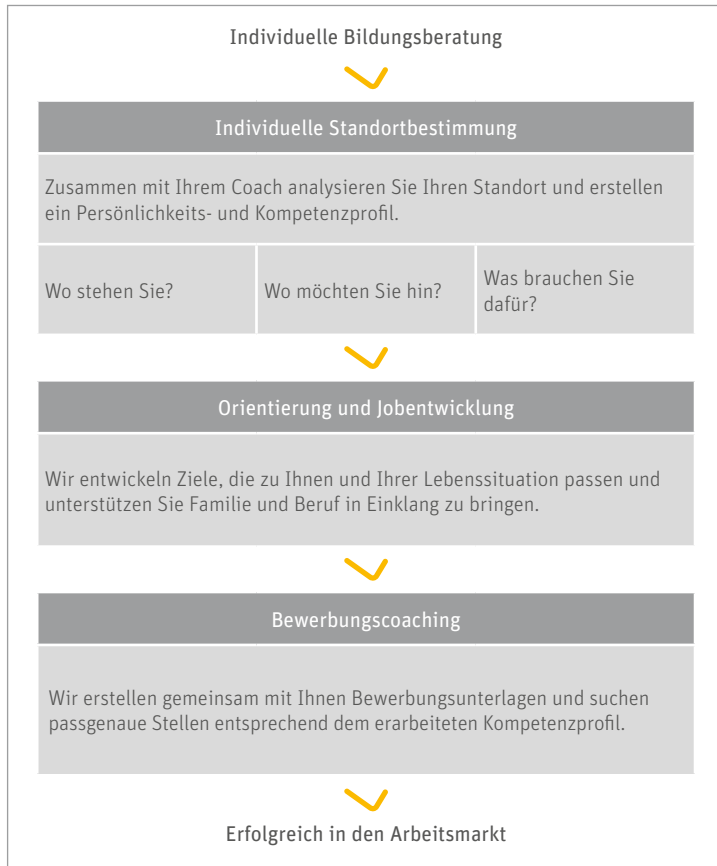 Individuelle Bildungsberatung
Individuelle Standortbestimmung
Zusammen mit Ihrem Coach analysieren Sie Ihren Standort und erstellen
ein Persönlichkeits- und Kompetenzprofil.
Wo stehen Sie?
Wo möchten Sie hin?
Was brauchen Sie
dafür?
Orientierung und Jobentwicklung
Wir entwickeln Ziele, die zu Ihnen und Ihrer Lebenssituation passen und
unterstützen Sie Familie und Beruf in Einklang zu bringen.
Bewerbungscoaching
Wir erstellen gemeinsam mit Ihnen Bewerbungsunterlagen und suchen
passgenaue Stellen entsprechend dem erarbeiteten Kompetenzprofil.
Erfolgreich in den Arbeitsmarkt